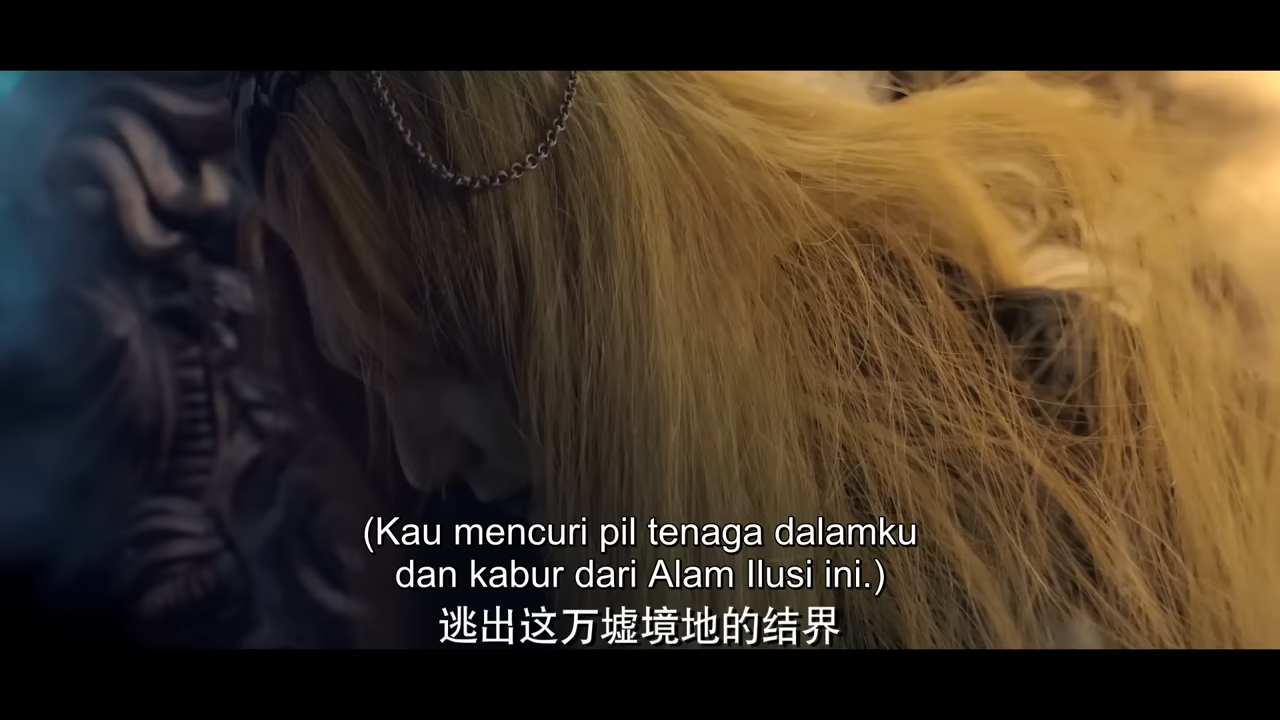 (Kau mencuri pil tenaga dalamku
dan kabur dari Alam Ilusi ini.)
逃出这万墟境地的结界